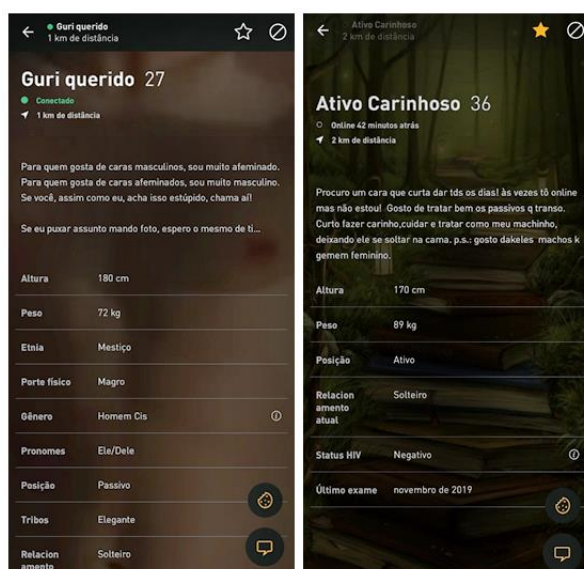 Guri querido
1 km de distância
Guri querido 27
Conectado
1 km de distância
Para quem gosta de caras masculinos, sou muito afeminado.
Para quem gosta de caras afeminados, sou muito masculino.
Se você, assim como eu, acha isso estúpido, chama aí!
Se eu puxar assunto mando foto, espero o mesmo de ti...
Altura 180 cm
Peso 72 kg
Etnia Mestiço
Porte físico Magro
Gênero Homem Cis
Pronomes Ele/Dele
Posição Passivo
Tribos Elegante
Relacion Solteiro
amento
Ativo Carinhoso
2 km de distância
Ativo Carinhoso 36
Online 42 minutos atrás
2 km de distância
Procuro um cara que curta dar tds os dias! às vezes tô online
mas não estou! Gosto de tratar bem os passivos q transo.
Curto fazer carinho,cuidar e tratar como meu machinho,
deixando ele se soltar na cama. p.s.: gosto dakeles machos k
gemem feminino.
Altura 170 cm
Peso 89 kg
Posição Ativo
Relacion Solteiro
amento
atual
Status HIV Negativo
Último exame novembro de 2019